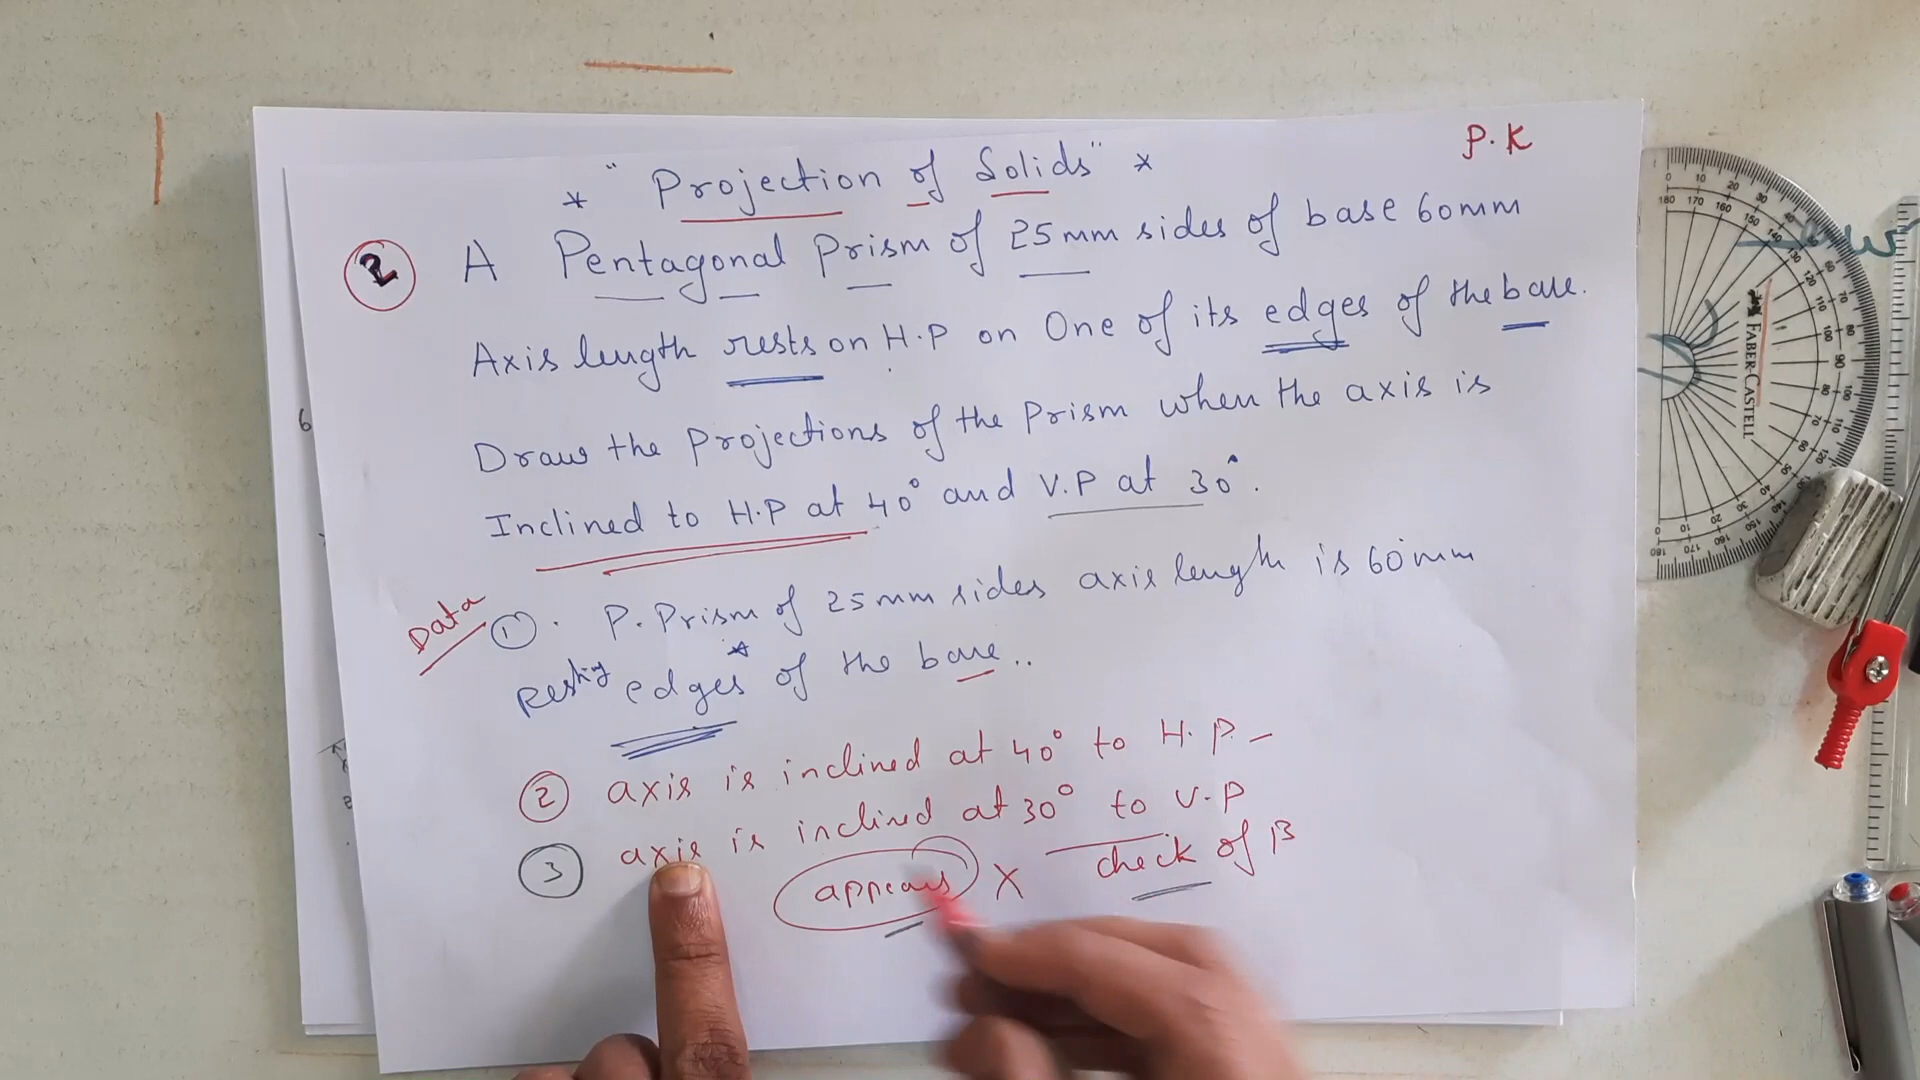 P.K
* "Projection of Solids" *
2 A Pentagonal Prism of 25mm sides of base 60mm
Axis length rests on H.P on One of its edges of the base.
Draw the projections of the Prism when the axis is
Inclined to H.P at 40° and V.P at 30°.
Data
① . P. Prism of 25mm sides axis length is 60mm
Resting edges* of the base..
② axis is inclined at 40° to H.P -
③ axis is inclined at 30° to V.P
appears X check of β
FABER-CASTELL